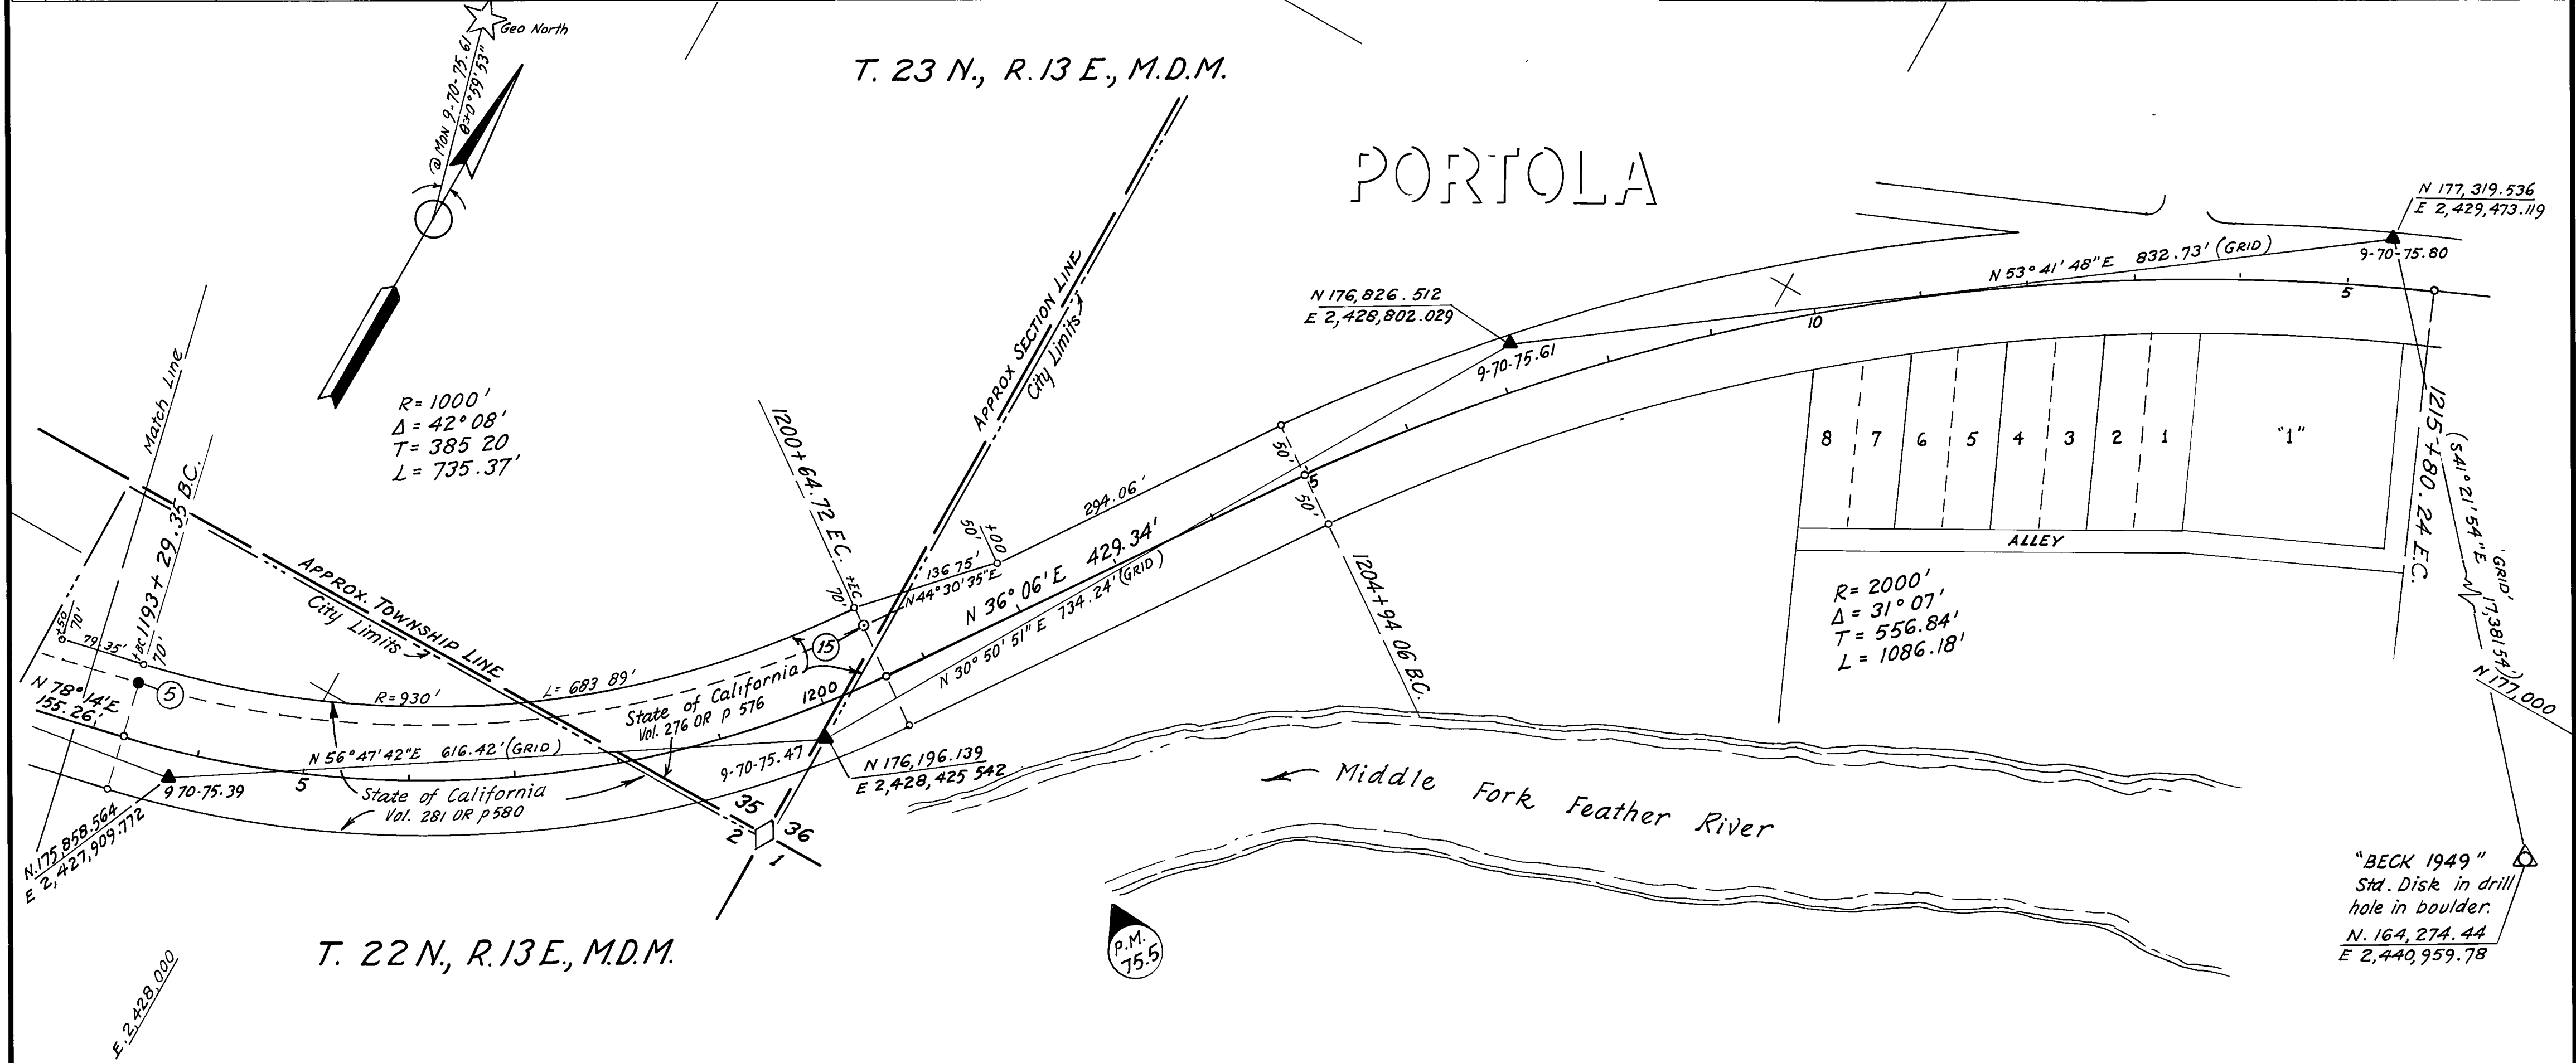 Geo North
@ MON 9-70-75.61
θ=+0°59'53"
T. 23 N., R. 13 E., M.D.M.
PORTOLA
N 177,319.536
E 2,429,473.119
9-70-75.80
N 53° 41' 48" E 832.73' (GRID)
N 176,826.512
E 2,428,802.029
9-70-75.61
10
5
APPROX SECTION LINE
City Limits
Match Line
R= 1000'
Δ = 42° 08'
T= 385 20
L= 735.37'
1193+ 29.35 B.C.
1200+64.72 E.C.
+EC
70'
294.06'
+00
50'
136 75'
N44° 30' 35"E
N 36° 06' E 429.34'
N 30° 50' 51" E 734.24' (GRID)
50'
5
50'
1204+94 06 B.C.
8 7 6 5 4 3 2 1 "1"
ALLEY
R= 2000'
Δ = 31° 07'
T = 556.84'
L = 1086.18'
1215+80.24 E.C.
(S41° 21' 54"E 17,381 54')
'GRID'
N 177,000
APPROX. TOWNSHIP LINE
City Limits
+50
70'
79.35'
+BC
70'
5
N 78° 14' E
155.26'
R=930'
L= 683 89'
15
State of California
Vol. 276 OR p 576
1200
N 56° 47' 42"E 616.42' (GRID)
9-70-75.47
N 176,196.139
E 2,428,425 542
9 70-75.39
5
State of California
Vol. 281 OR p 580
N.175,858.564
E 2,427,909.772
35
36
2
1
Middle Fork Feather River
P.M.
75.5
"BECK 1949"
Std. Disk in drill
hole in boulder.
N. 164,274.44
E 2,440,959.78
T. 22 N., R. 13 E., M.D.M.
E. 2,428,000